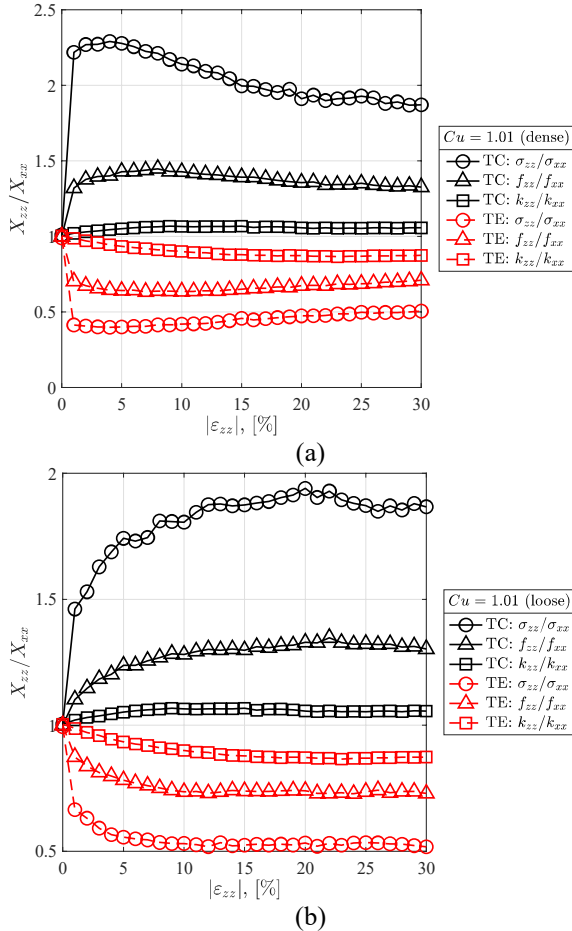 2.5
2
1.5
1
0.5
0
X_{zz}/X_{xx}
0 5 10 15 20 25 30
|ε_{zz}|, [%]
Cu = 1.01 (dense)
TC: σ_{zz}/σ_{xx}
TC: f_{zz}/f_{xx}
TC: k_{zz}/k_{xx}
TE: σ_{zz}/σ_{xx}
TE: f_{zz}/f_{xx}
TE: k_{zz}/k_{xx}
(a)
2
1.5
1
0.5
X_{zz}/X_{xx}
0 5 10 15 20 25 30
|ε_{zz}|, [%]
Cu = 1.01 (loose)
TC: σ_{zz}/σ_{xx}
TC: f_{zz}/f_{xx}
TC: k_{zz}/k_{xx}
TE: σ_{zz}/σ_{xx}
TE: f_{zz}/f_{xx}
TE: k_{zz}/k_{xx}
(b)